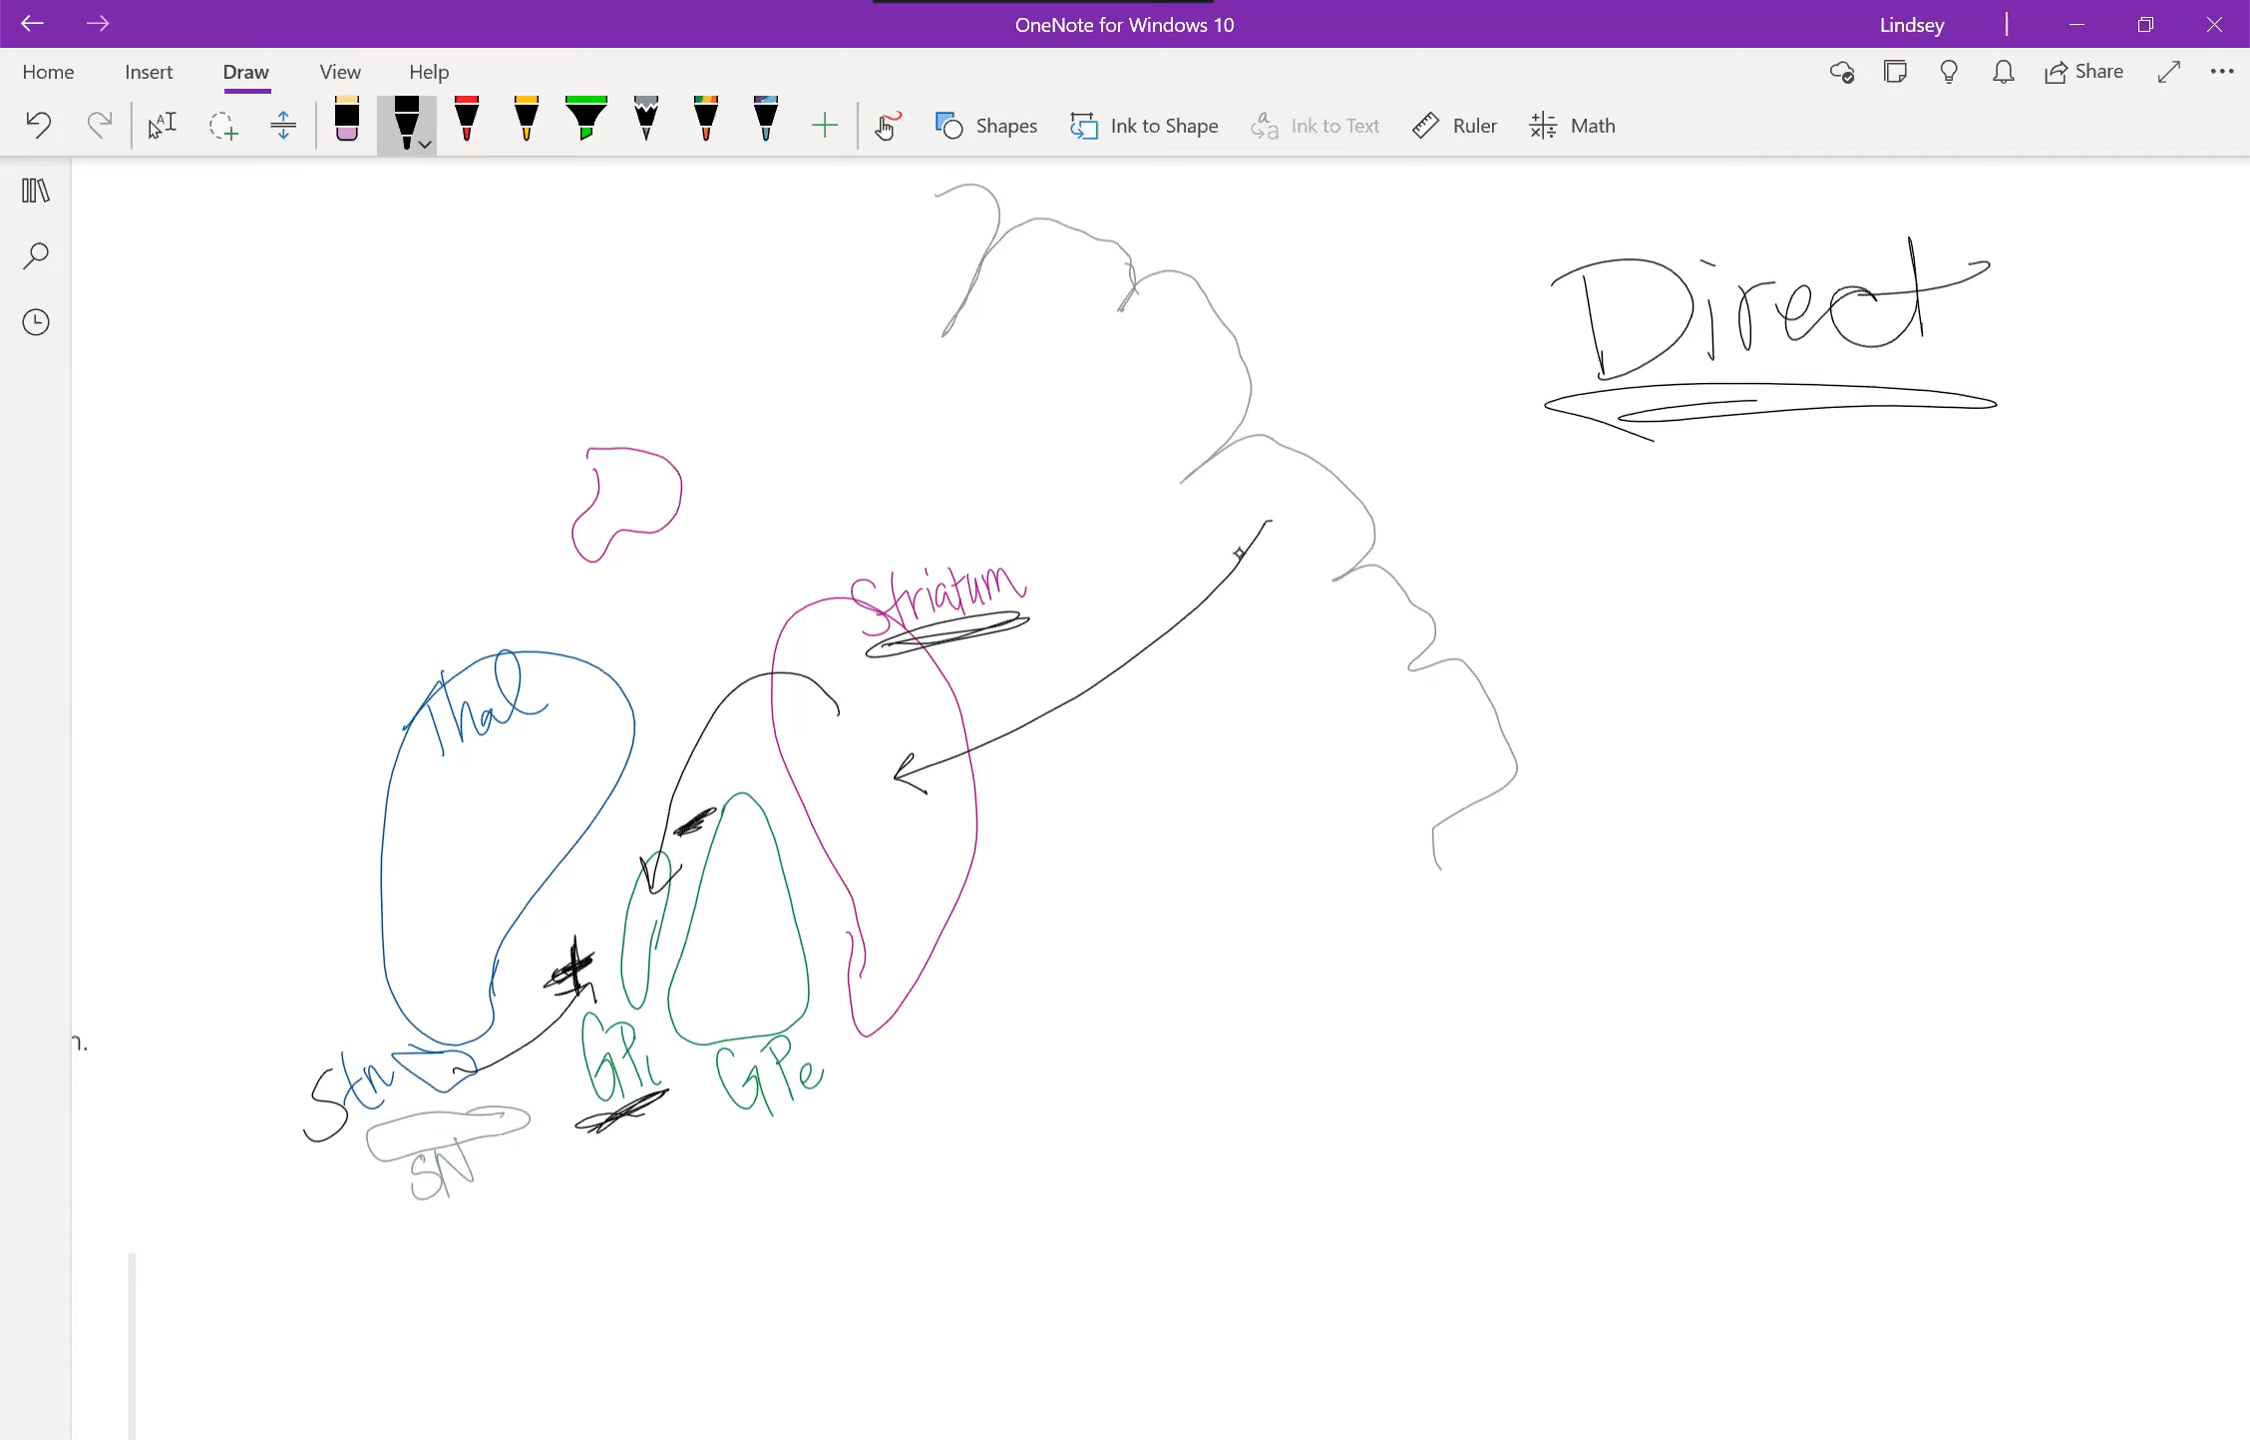 OneNote for Windows 10
Lindsey
Home Insert Draw View Help
Share
Shapes Ink to Shape Ink to Text Ruler Math
Direct
Striatum
Thal
n.
Stn
GPi
GPe
SN